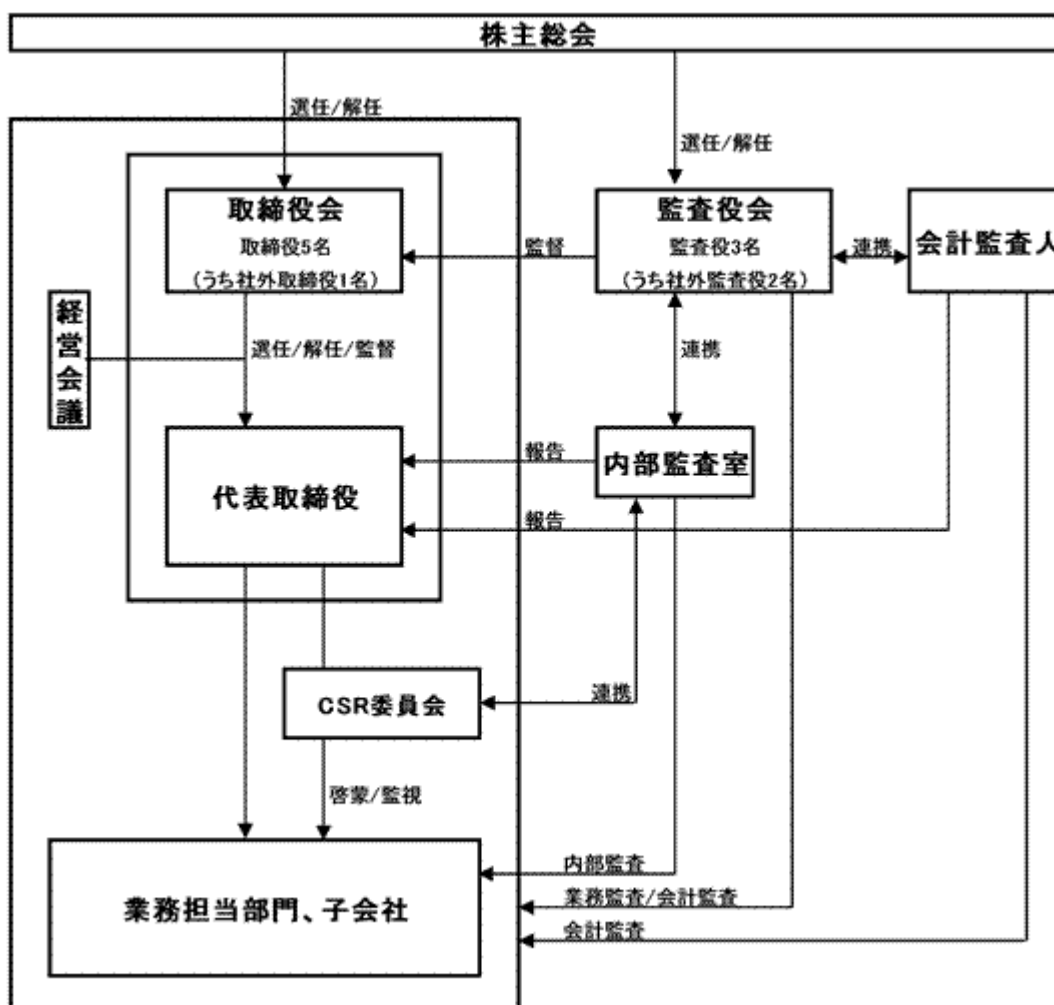 株主総会
選任/解任
選任/解任
取締役会
取締役5名
(うち社外取締役1名)
監督
監査役会
監査役3名
(うち社外監査役2名)
連携
会計監査人
経営会議
選任/解任/監督
連携
代表取締役
報告
内部監査室
報告
CSR委員会
連携
啓蒙/監視
業務担当部門、子会社
内部監査
業務監査/会計監査
会計監査